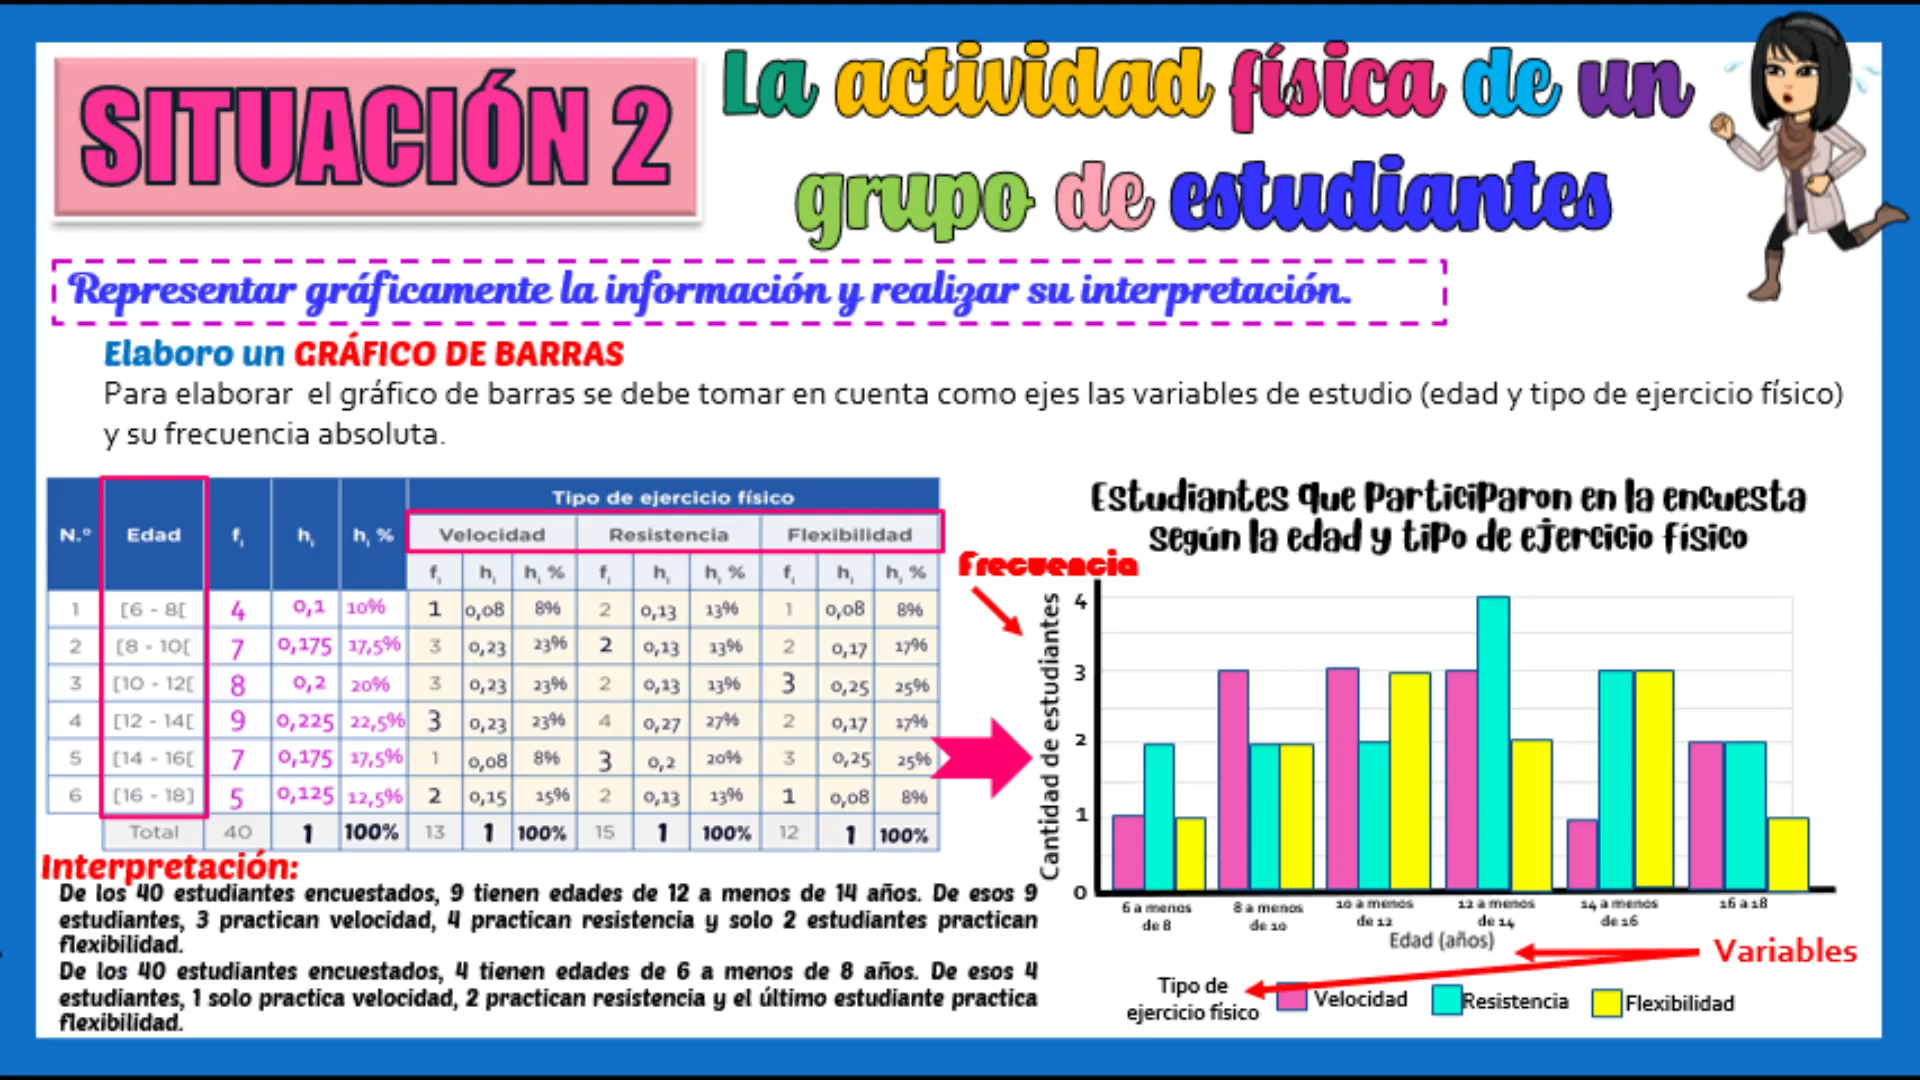 SITUACIÓN 2
La actividad física de un
grupo de estudiantes
Representar gráficamente la información y realizar su interpretación.
Elaboro un GRÁFICO DE BARRAS
Para elaborar el gráfico de barras se debe tomar en cuenta como ejes las variables de estudio (edad y tipo de ejercicio físico)
y su frecuencia absoluta.
Tipo de ejercicio físico
N.° Edad fi hi hi % Velocidad Resistencia Flexibilidad
fi hi hi % fi hi hi % fi hi hi %
1 [6 - 8[ 4 0,1 10% 1 0,08 8% 2 0,13 13% 1 0,08 8%
2 [8 - 10[ 7 0,175 17,5% 3 0,23 23% 2 0,13 13% 2 0,17 17%
3 [10 - 12[ 8 0,2 20% 3 0,23 23% 2 0,13 13% 3 0,25 25%
4 [12 - 14[ 9 0,225 22,5% 3 0,23 23% 4 0,27 27% 2 0,17 17%
5 [14 - 16[ 7 0,175 17,5% 1 0,08 8% 3 0,2 20% 3 0,25 25%
6 [16 - 18] 5 0,125 12,5% 2 0,15 15% 2 0,13 13% 1 0,08 8%
Total 40 1 100% 13 1 100% 15 1 100% 12 1 100%
Interpretación:
De los 40 estudiantes encuestados, 9 tienen edades de 12 a menos de 14 años. De esos 9
estudiantes, 3 practican velocidad, 4 practican resistencia y solo 2 estudiantes practican
flexibilidad.
De los 40 estudiantes encuestados, 4 tienen edades de 6 a menos de 8 años. De esos 4
estudiantes, 1 solo practica velocidad, 2 practican resistencia y el último estudiante practica
flexibilidad.
Estudiantes que participaron en la encuesta
según la edad y tipo de ejercicio físico
Frecuencia
Cantidad de estudiantes
4
3
2
1
0
6 a menos
de 8
8 a menos
de 10
10 a menos
de 12
12 a menos
de 14
14 a menos
de 16
16 a 18
Edad (años)
Variables
Tipo de
ejercicio físico
Velocidad
Resistencia
Flexibilidad